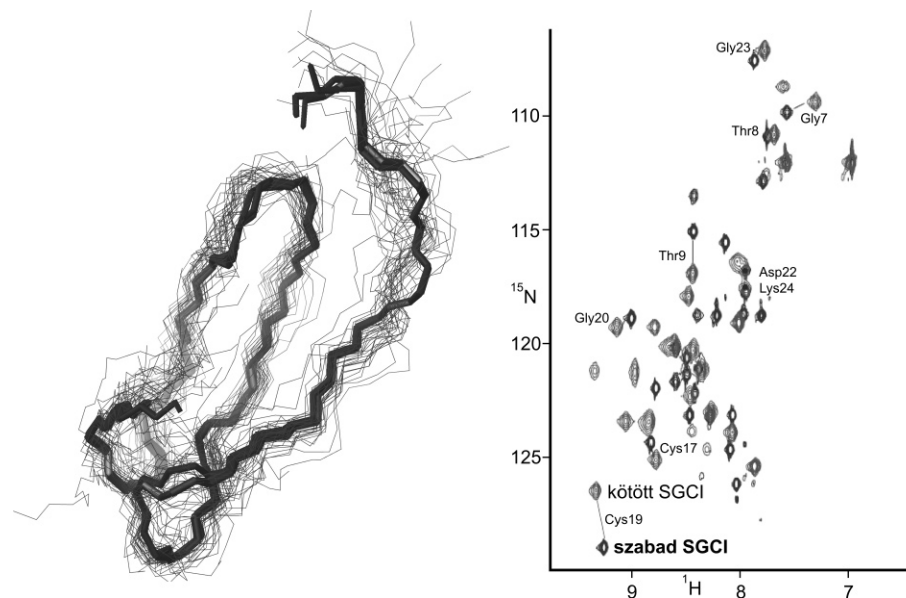 Gly23
110
Gly7
Thr8
115
Thr9
Asp22
Lys24
¹⁵N
Gly20
120
Cys17
125
kötött SGCI
Cys19
szabad SGCI
9
¹H
8
7